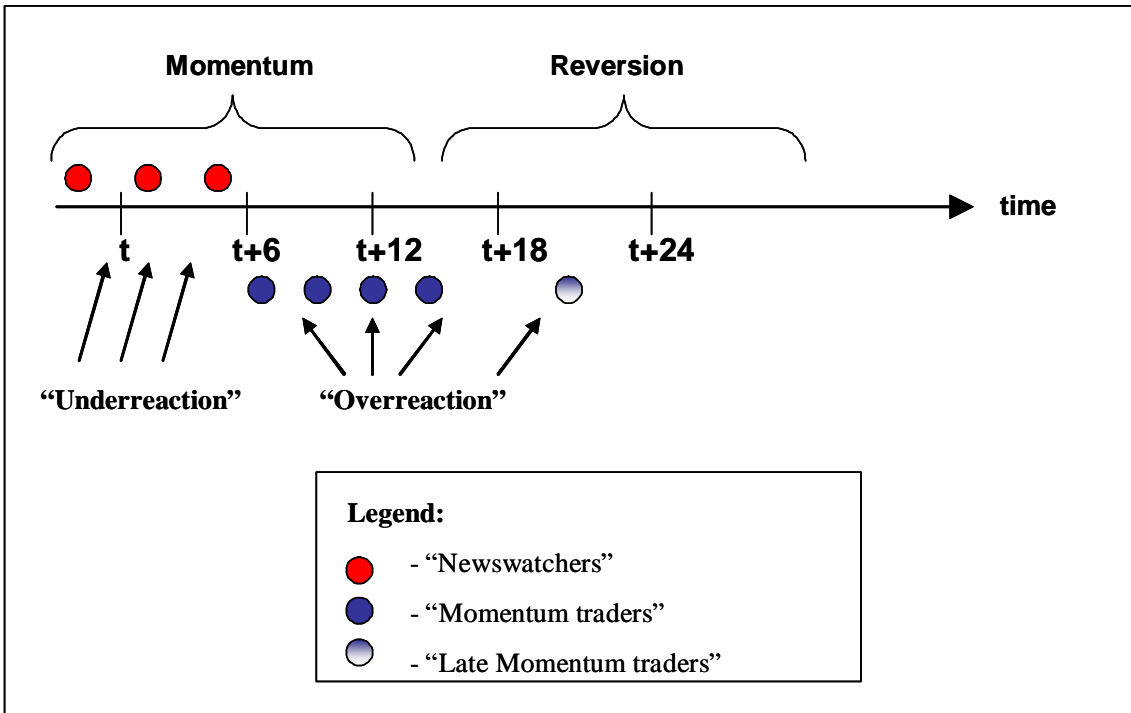 Momentum Reversion
time
t t+6 t+12 t+18 t+24
“Underreaction” “Overreaction”
Legend:
- “Newswatchers”
- “Momentum traders”
- “Late Momentum traders”